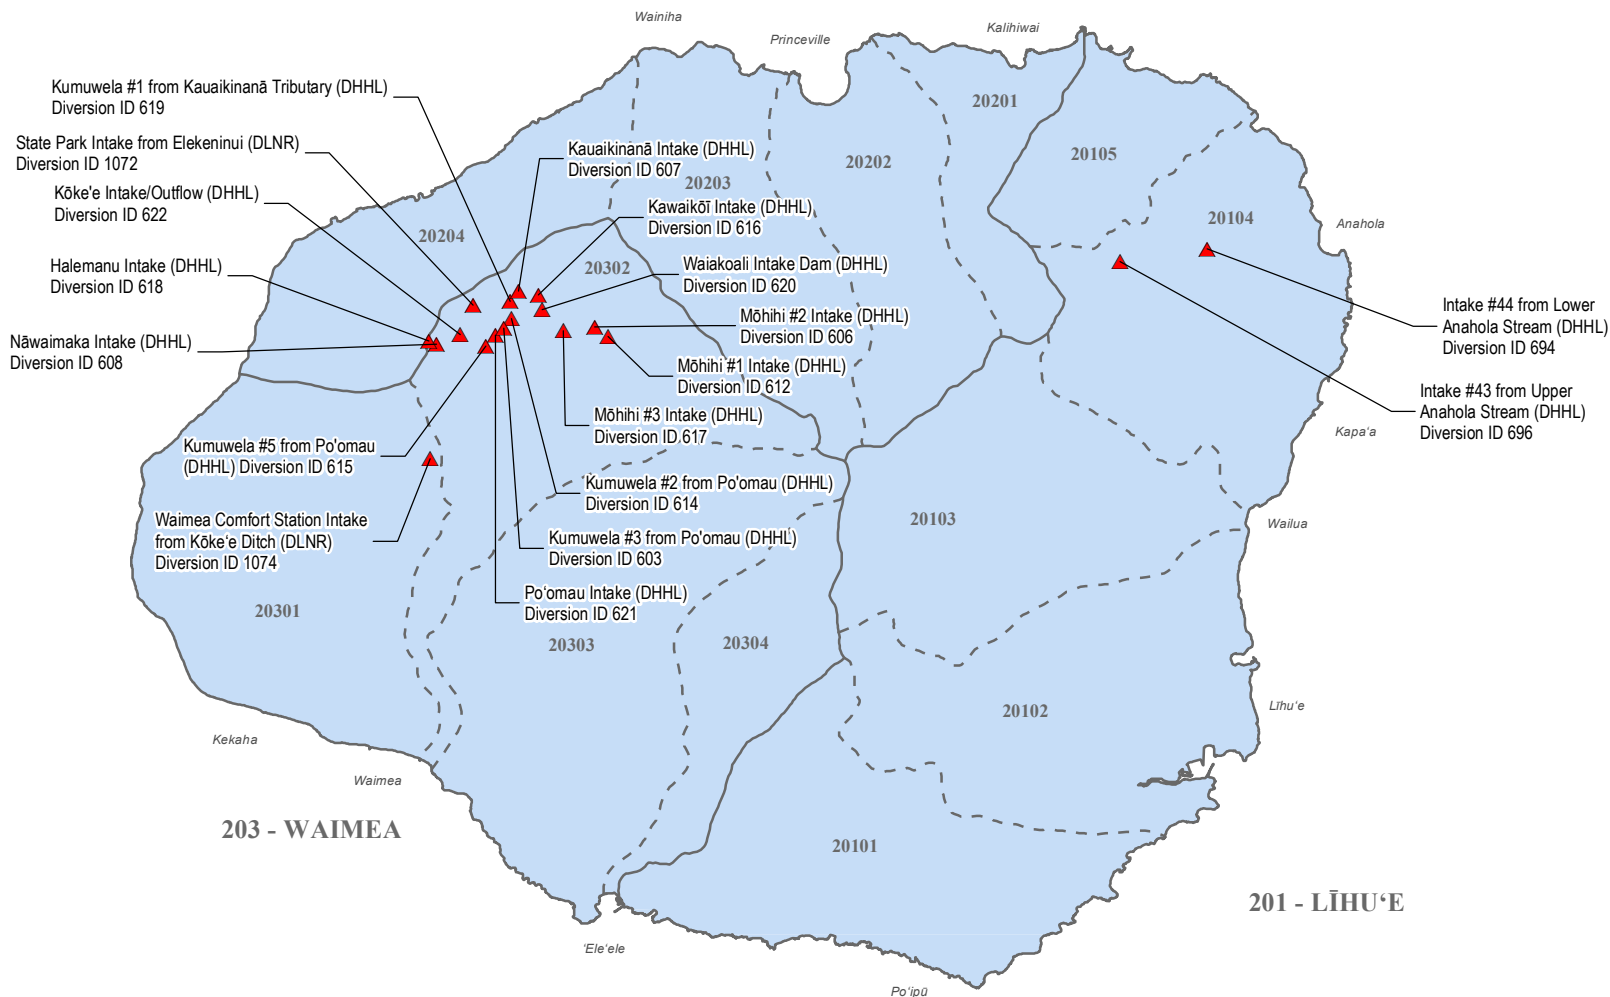 Wainiha
Princeville
Kalihiwai
Kumuwela #1 from Kauaikinanā Tributary (DHHL)
Diversion ID 619
State Park Intake from Elekeninui (DLNR)
Diversion ID 1072
Kōke'e Intake/Outflow (DHHL)
Diversion ID 622
Halemanu Intake (DHHL)
Diversion ID 618
Nāwaimaka Intake (DHHL)
Diversion ID 608
Kauaikinanā Intake (DHHL)
Diversion ID 607
Kawaikōī Intake (DHHL)
Diversion ID 616
Waiakoali Intake Dam (DHHL)
Diversion ID 620
Mōhihi #2 Intake (DHHL)
Diversion ID 606
Mōhihi #1 Intake (DHHL)
Diversion ID 612
Mōhihi #3 Intake (DHHL)
Diversion ID 617
Kumuwela #5 from Po'omau
(DHHL) Diversion ID 615
Kumuwela #2 from Po'omau (DHHL)
Diversion ID 614
Waimea Comfort Station Intake
from Kōke‘e Ditch (DLNR)
Diversion ID 1074
Kumuwela #3 from Po'omau (DHHL)
Diversion ID 603
Po‘omau Intake (DHHL)
Diversion ID 621
Intake #44 from Lower
Anahola Stream (DHHL)
Diversion ID 694
Intake #43 from Upper
Anahola Stream (DHHL)
Diversion ID 696
20201
20105
20202
20203
20104
20204
20302
20103
20301
20303
20304
20102
20101
Anahola
Kapa‘a
Wailua
Līhu‘e
Kekaha
Waimea
‘Ele‘ele
Po‘ipū
203 - WAIMEA
201 - LĪHU‘E